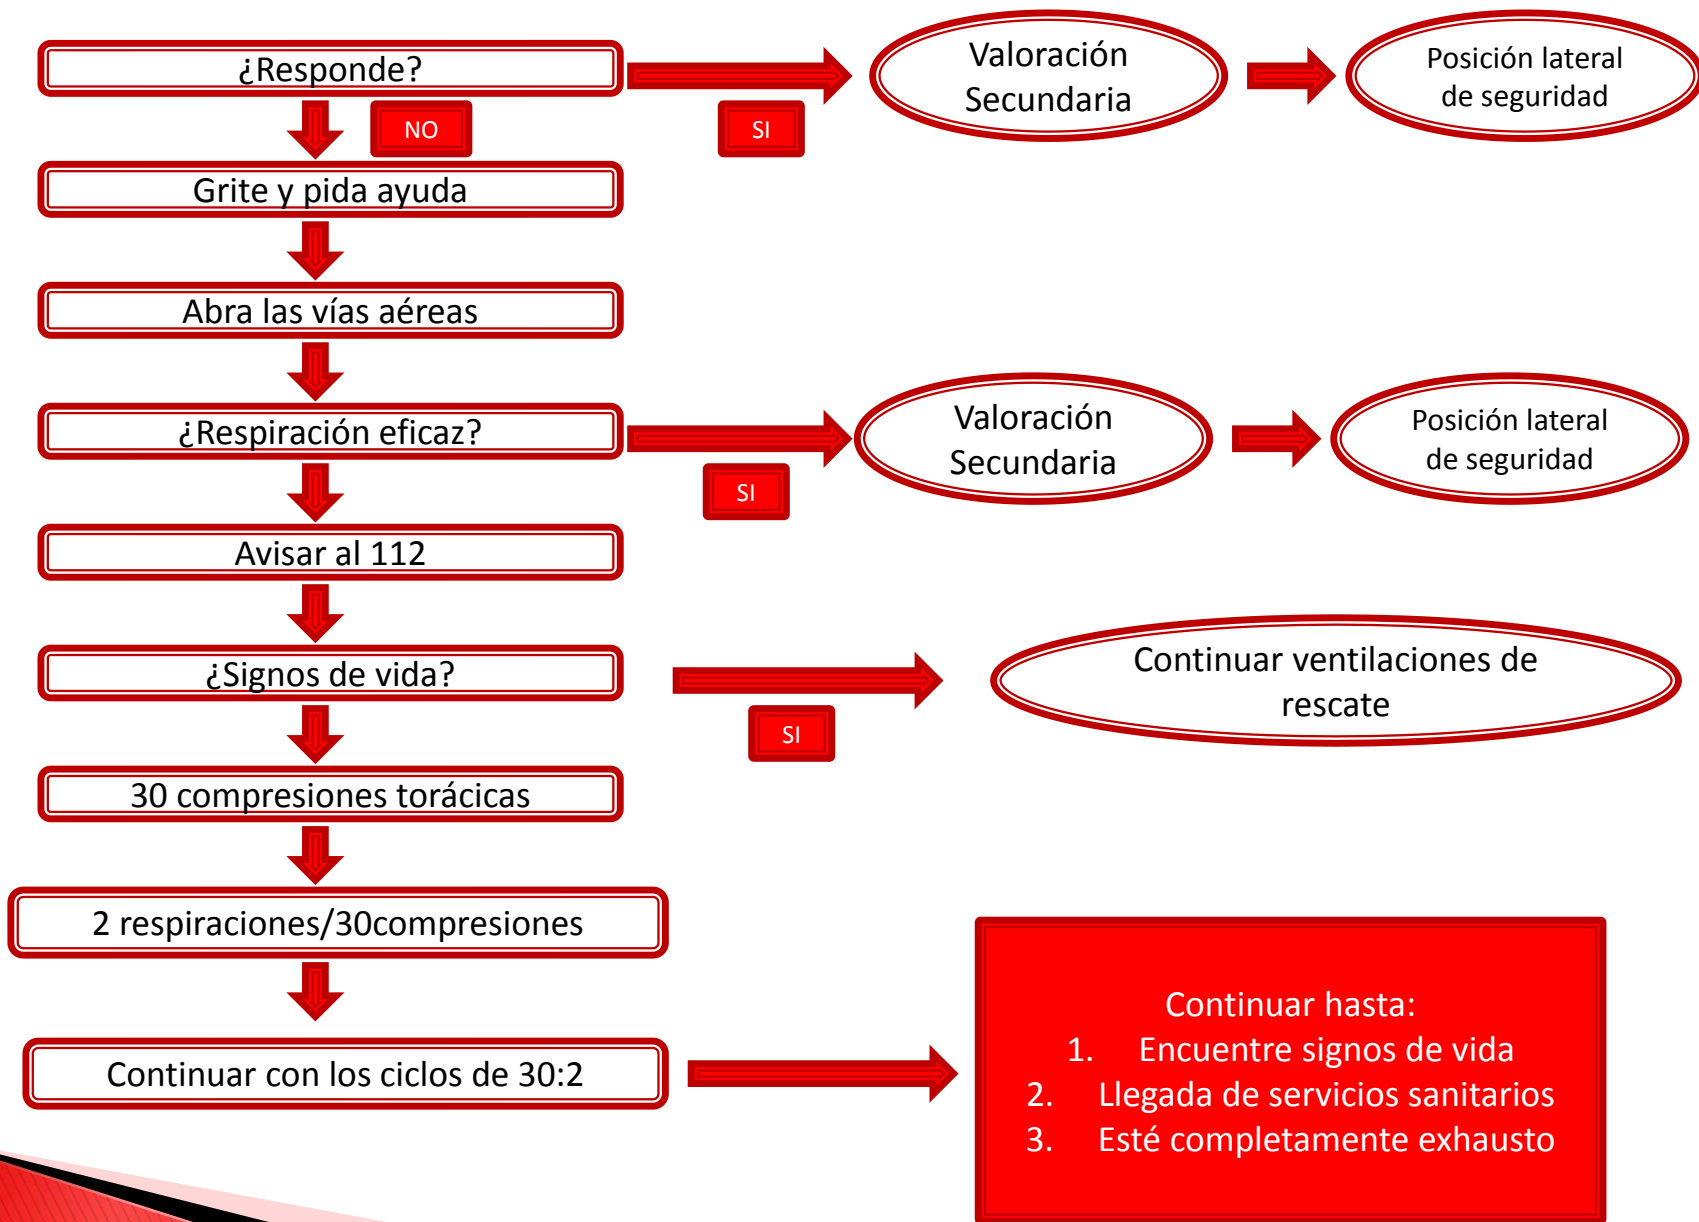 ¿Responde?
NO
SI
Valoración
Secundaria
Posición lateral
de seguridad
Grite y pida ayuda
Abra las vías aéreas
¿Respiración eficaz?
SI
Valoración
Secundaria
Posición lateral
de seguridad
Avisar al 112
¿Signos de vida?
SI
Continuar ventilaciones de
rescate
30 compresiones torácicas
2 respiraciones/30compresiones
Continuar con los ciclos de 30:2
Continuar hasta:
1. Encuentre signos de vida
2. Llegada de servicios sanitarios
3. Esté completamente exhausto